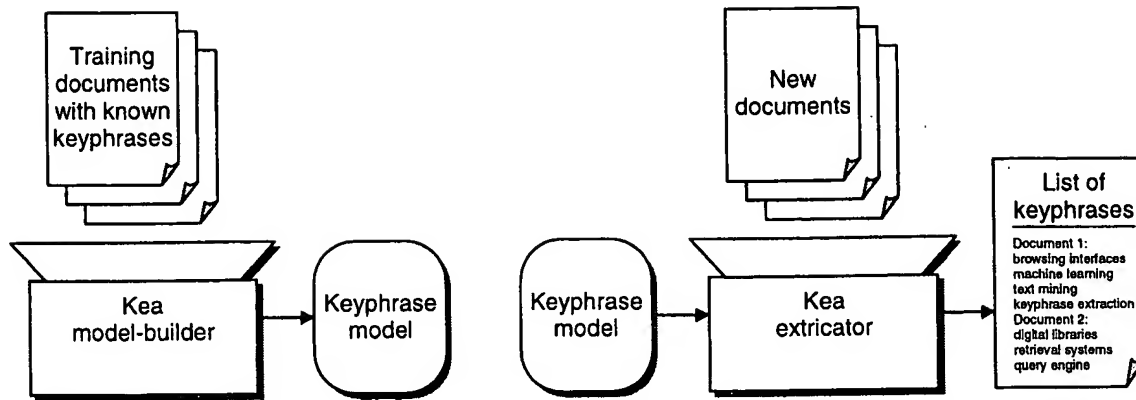 Training
documents
with known
keyphrases
Kea
model-builder
Keyphrase
model
New
documents
Keyphrase
model
Kea
extricator
List of
keyphrases
Document 1:
browsing interfaces
machine learning
text mining
keyphrase extraction
Document 2:
digital libraries
retrieval systems
query engine